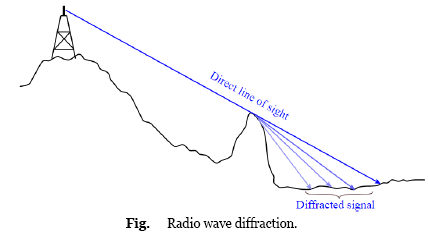 Direct line of sight
Diffracted signal
Fig. Radio wave diffraction.